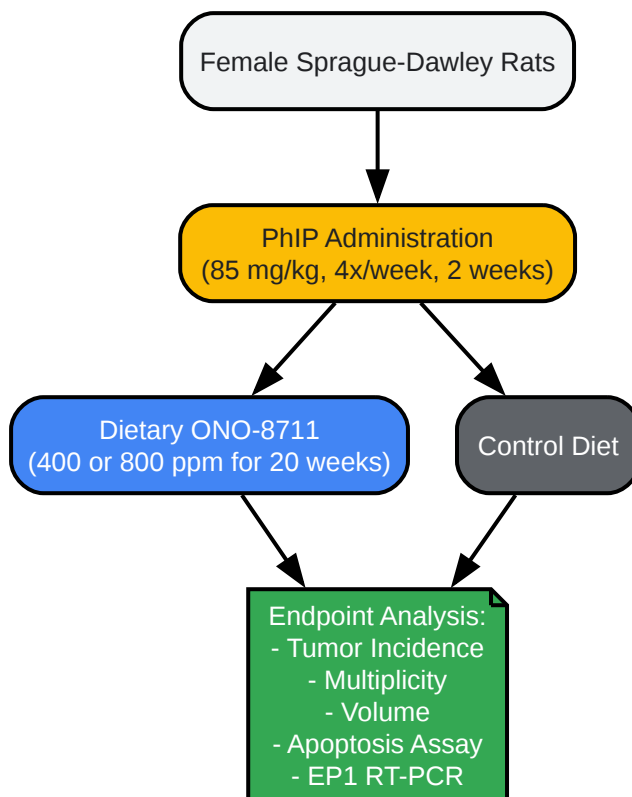 Female Sprague-Dawley Rats
PhIP Administration
(85 mg/kg, 4x/week, 2 weeks)
Dietary ONO-8711
(400 or 800 ppm for 20 weeks)
Control Diet
Endpoint Analysis:
- Tumor Incidence
- Multiplicity
- Volume
- Apoptosis Assay
- EP1 RT-PCR